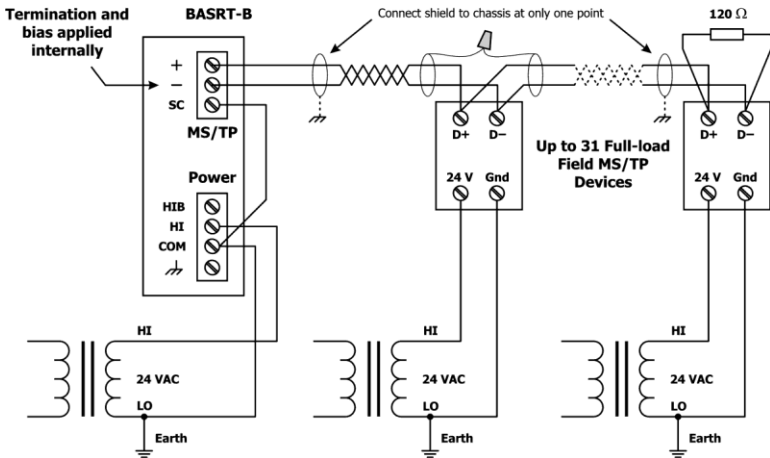 Termination and
bias applied
internally
BASRT-B
Connect shield to chassis at only one point
120 Ω
+
−
SC
MS/TP
D+ D−
Up to 31 Full-load
Field MS/TP
Devices
D+ D−
Power
24 V Gnd
24 V Gnd
HIB
HI
COM
HI
24 VAC
LO
Earth
HI
24 VAC
LO
Earth
HI
24 VAC
LO
Earth